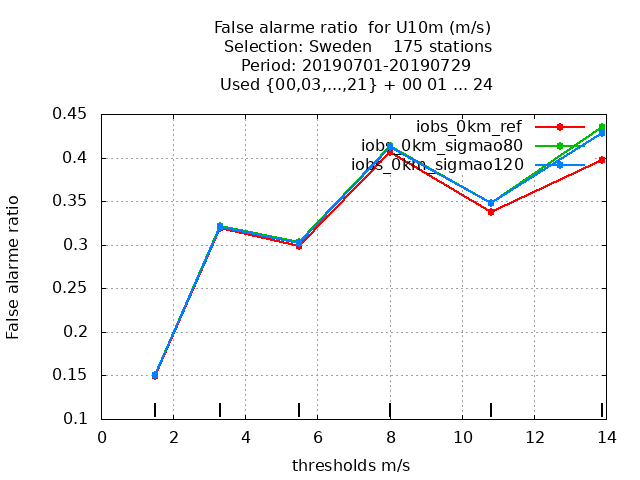 False alarme ratio  for U10m (m/s)
Selection: Sweden    175 stations
Period: 20190701-20190729
Used {00,03,...,21} + 00 01 ... 24
iobs_0km_ref
iobs_0km_sigmao80
iobs_0km_sigmao120
False alarme ratio
0.45
0.4
0.35
0.3
0.25
0.2
0.15
0.1
0 2 4 6 8 10 12 14
thresholds m/s